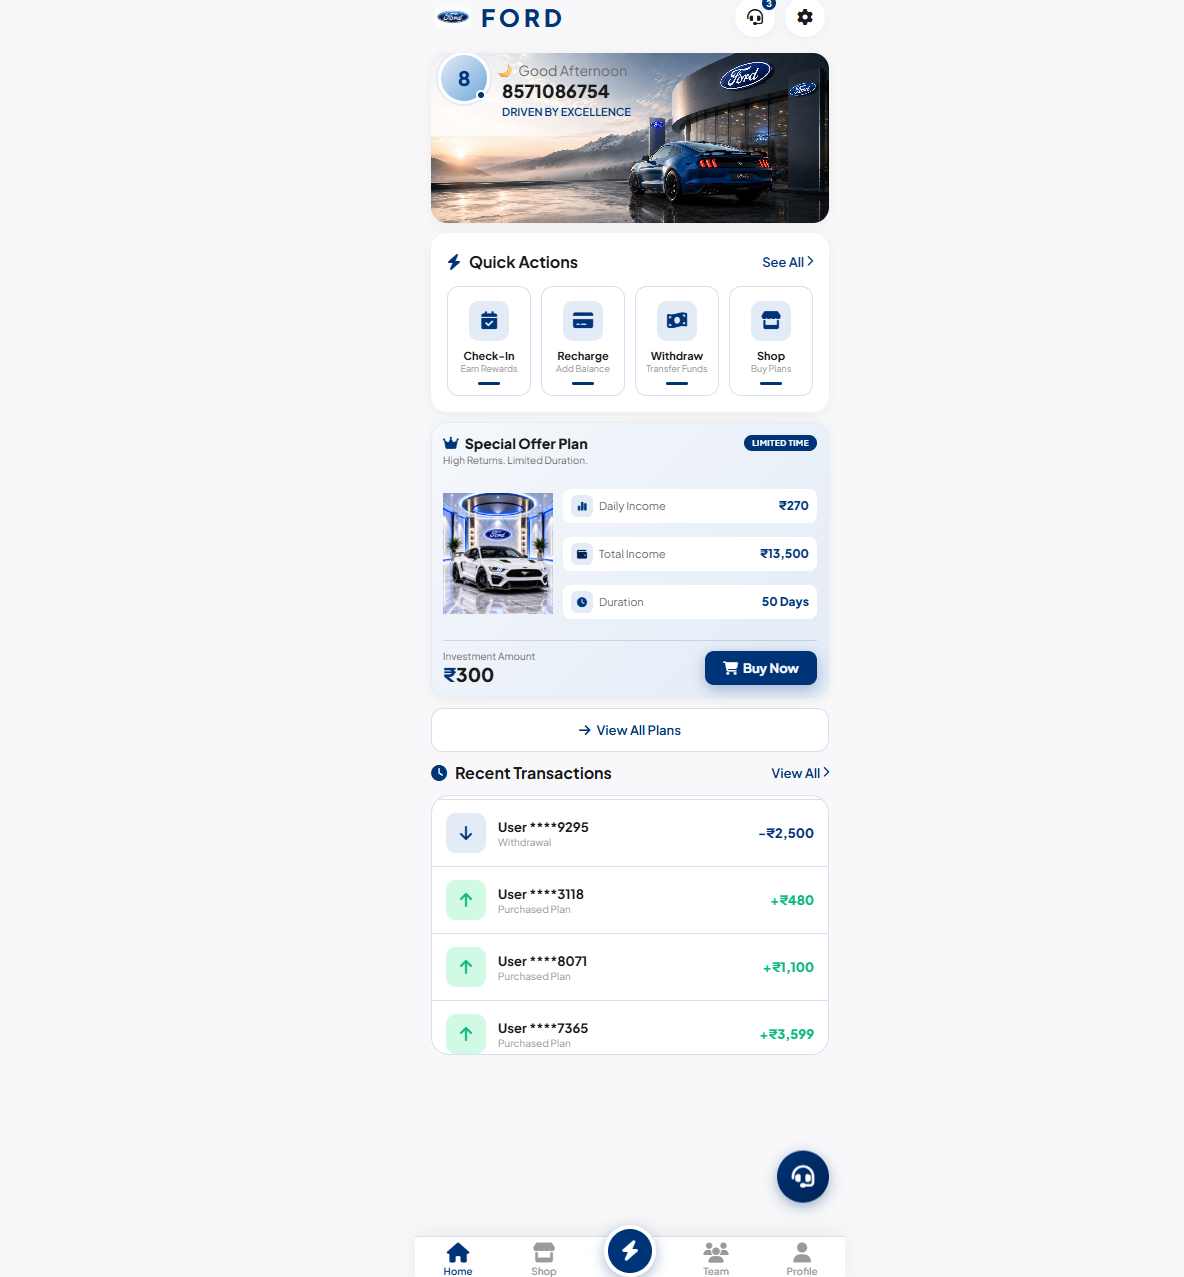 Ford FORD
3
8
🌙 Good Afternoon
8571086754
DRIVEN BY EXCELLENCE
Ford
Ford
Quick Actions
See All
Check-In
Earn Rewards
Recharge
Add Balance
Withdraw
Transfer Funds
Shop
Buy Plans
Special Offer Plan
LIMITED TIME
High Returns. Limited Duration.
Ford
Daily Income ₹270
Total Income ₹13,500
Duration 50 Days
Investment Amount
₹300
Buy Now
View All Plans
Recent Transactions
View All
User ****9295
Withdrawal
-₹2,500
User ****3118
Purchased Plan
+₹480
User ****8071
Purchased Plan
+₹1,100
User ****7365
Purchased Plan
+₹3,599
Home
Shop
Team
Profile